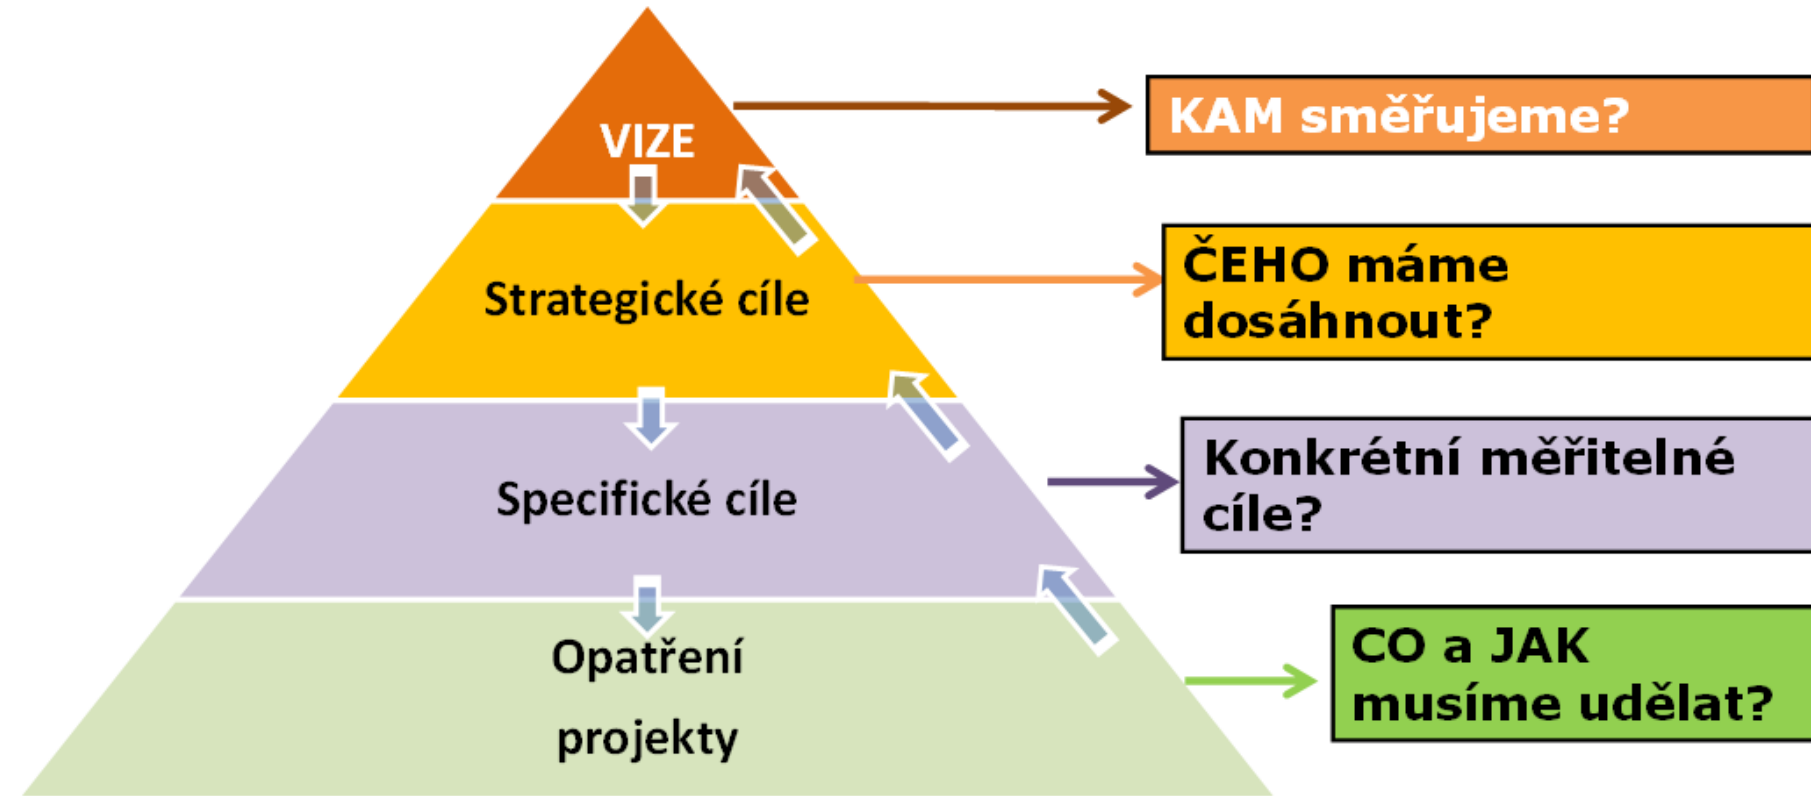 VIZE
KAM směřujeme?
Strategické cíle
ČEHO máme
dosáhnout?
Specifické cíle
Konkrétní měřitelné
cíle?
Opatření
projekty
CO a JAK
musíme udělat?